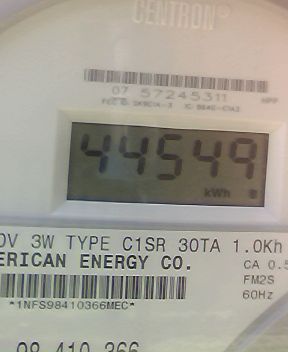 CENTRON®
07 57245311
44549
kWh
0V 3W TYPE C1SR 30TA 1.0Kh
ERICAN ENERGY CO.
CA 0.5
FM2S
60Hz
*1NFS98410366MEC*
98 410 366